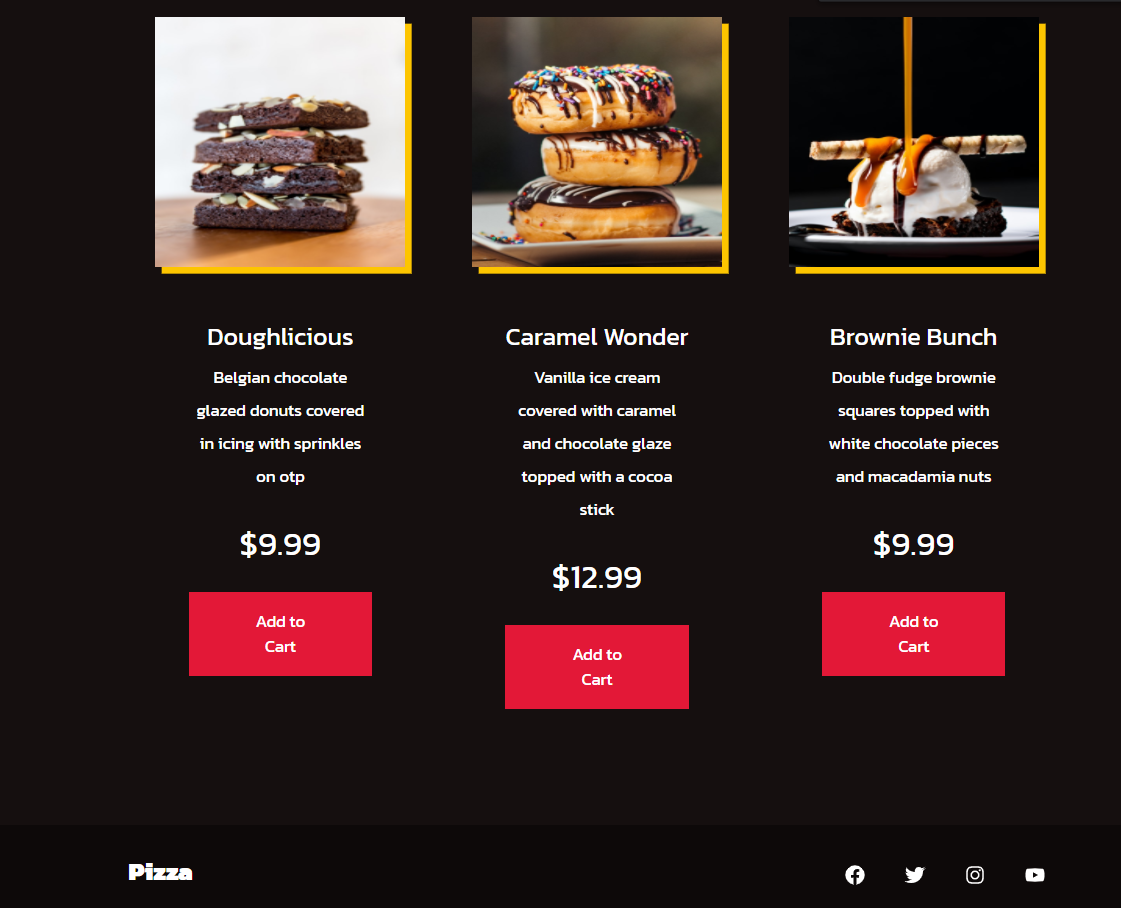 Doughlicious
Belgian chocolate
glazed donuts covered
in icing with sprinkles
on otp
$9.99
Add to
Cart
Caramel Wonder
Vanilla ice cream
covered with caramel
and chocolate glaze
topped with a cocoa
stick
$12.99
Add to
Cart
Brownie Bunch
Double fudge brownie
squares topped with
white chocolate pieces
and macadamia nuts
$9.99
Add to
Cart
Pizza